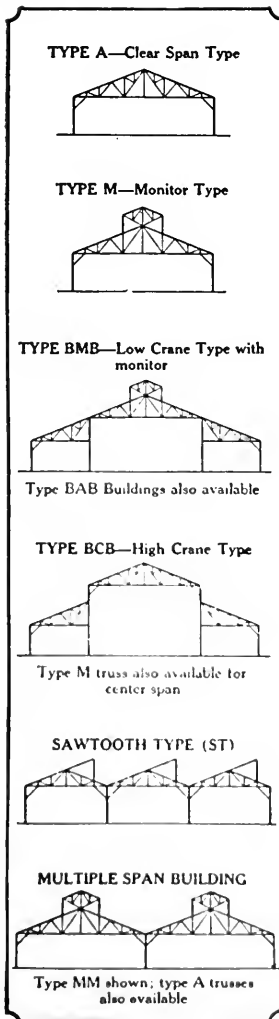 TYPE A—Clear Span Type
TYPE M—Monitor Type
TYPE BMB—Low Crane Type with
monitor
Type BAB Buildings also available
TYPE BCB—High Crane Type
Type M truss also available for
center span
SAWTOOTH TYPE (ST)
MULTIPLE SPAN BUILDING
Type MM shown; type A trusses
also available